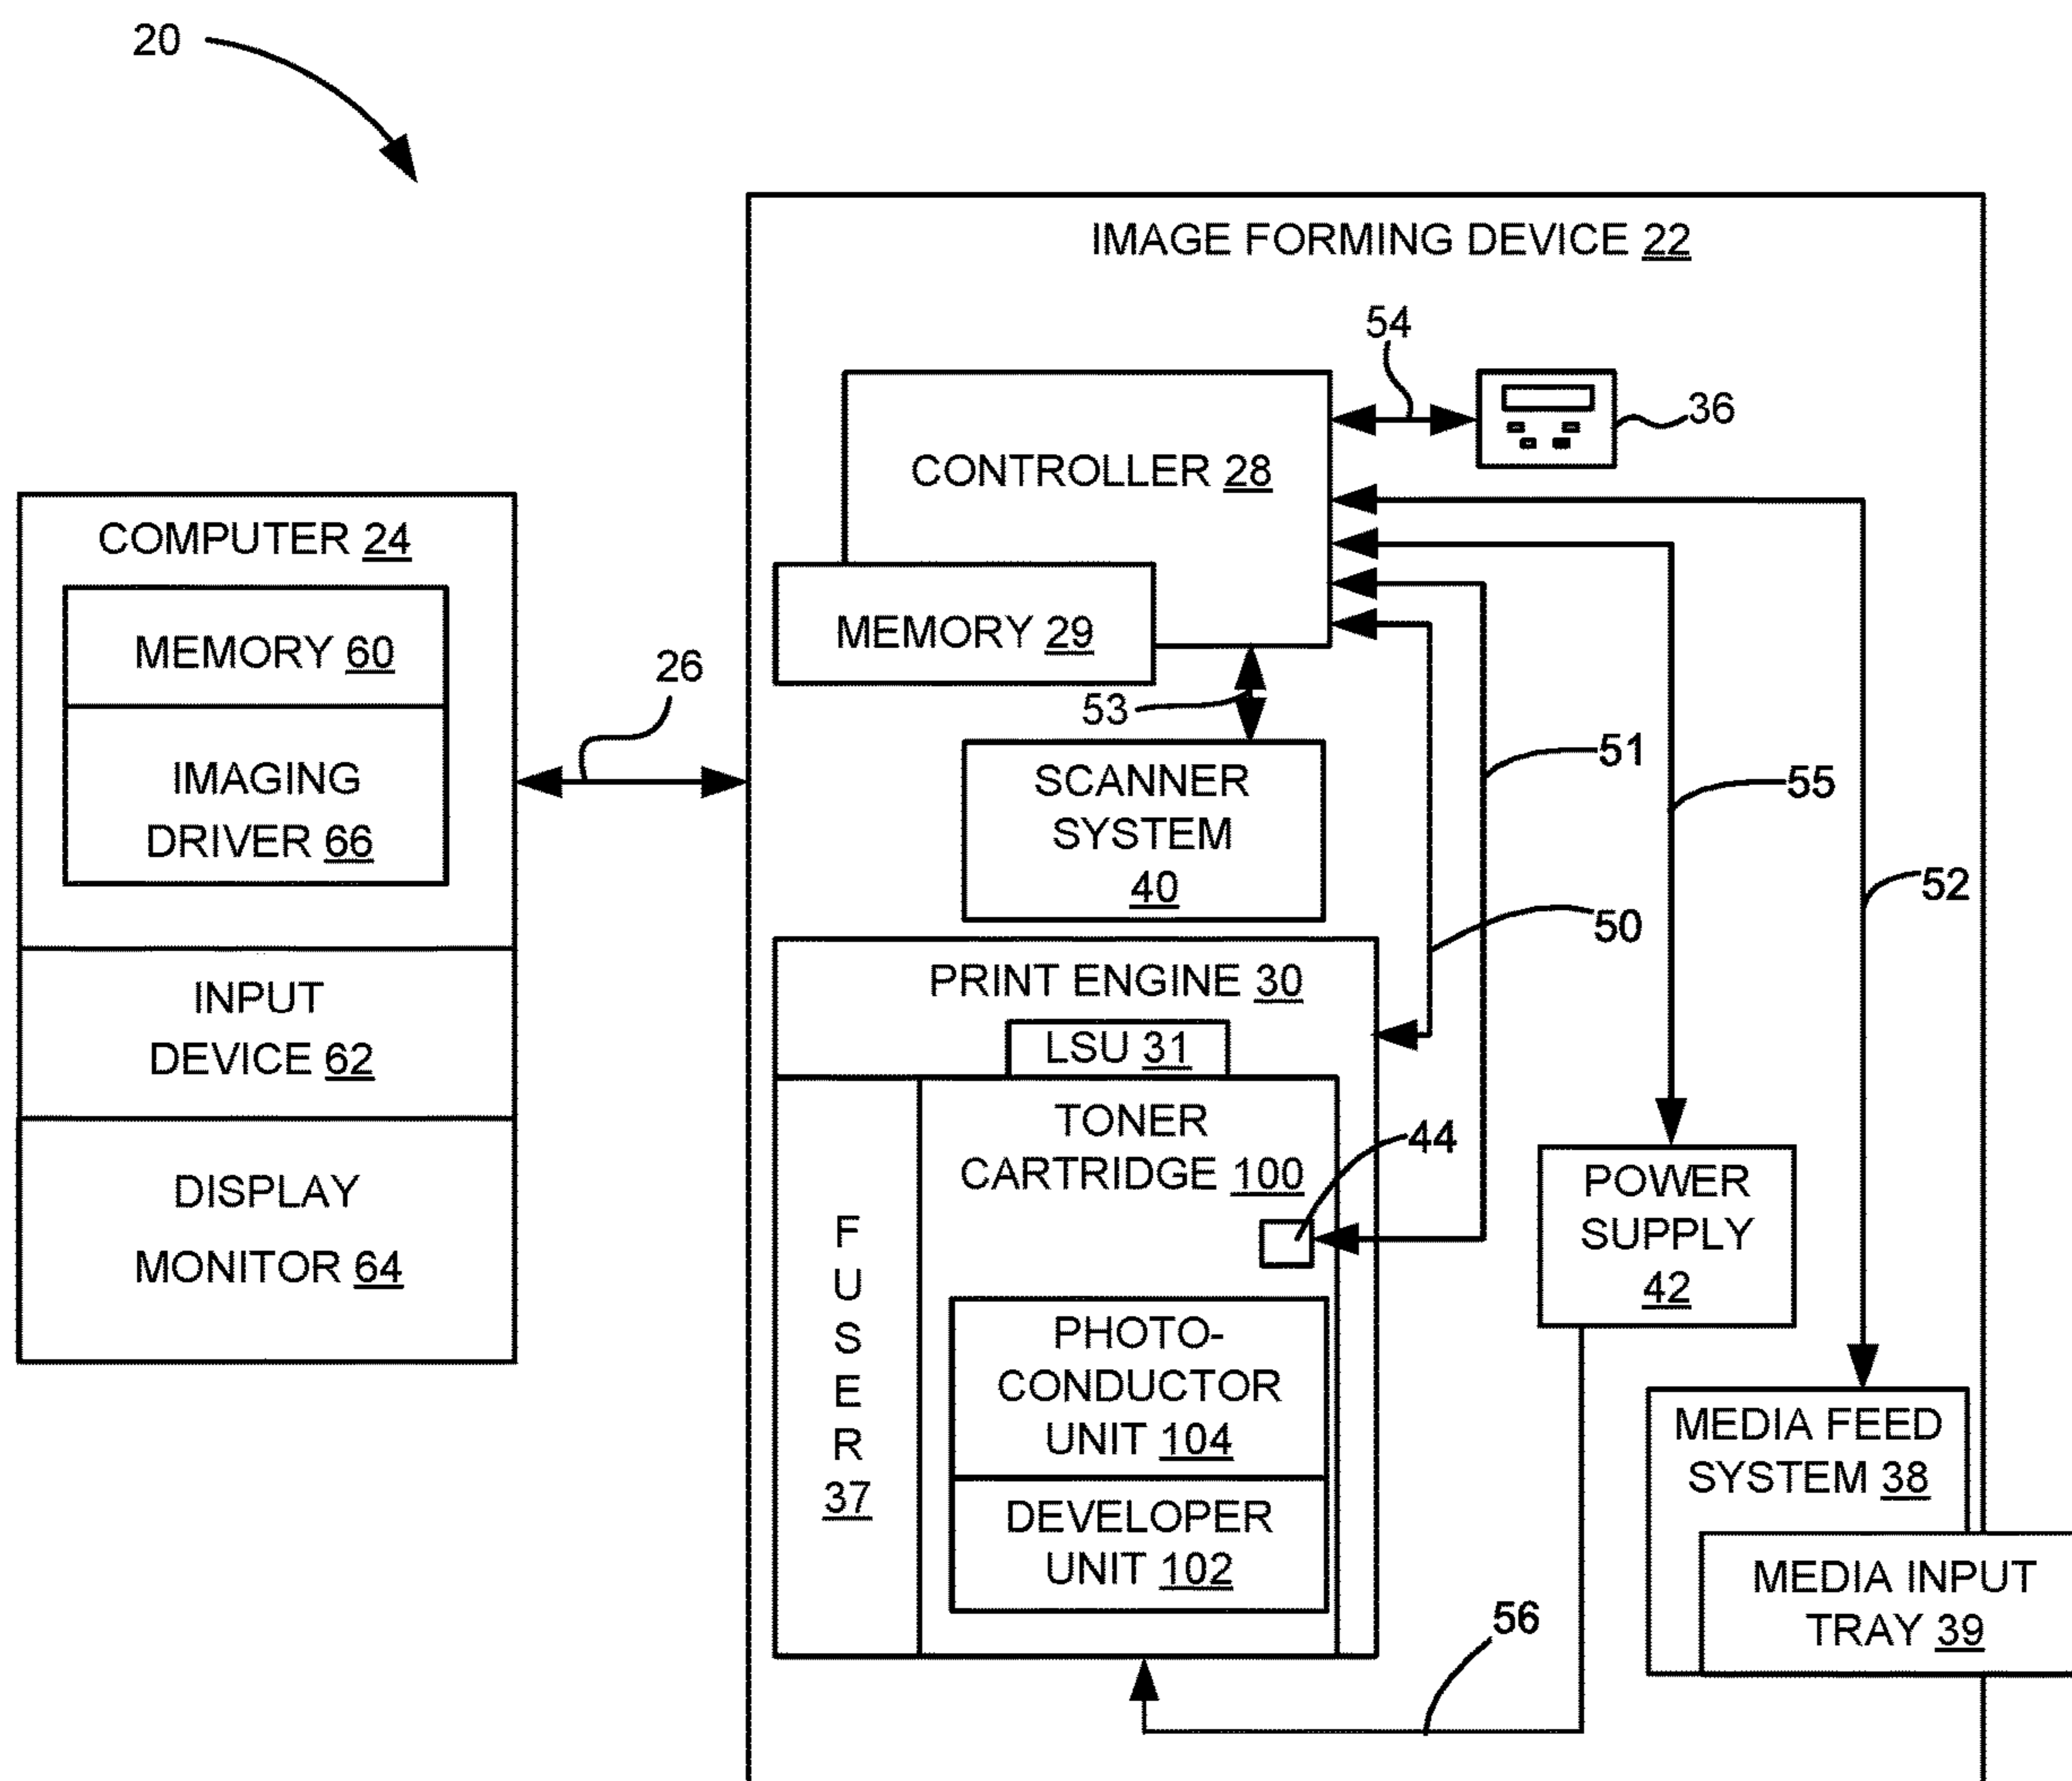 20
IMAGE FORMING DEVICE 22
54
36
CONTROLLER 28
MEMORY 29
COMPUTER 24
MEMORY 60
IMAGING
DRIVER 66
INPUT
DEVICE 62
DISPLAY
MONITOR 64
26
53
SCANNER
SYSTEM
40
51
55
52
50
PRINT ENGINE 30
LSU 31
TONER
CARTRIDGE 100
44
F
U
S
E
R
37
PHOTO-
CONDUCTOR
UNIT 104
DEVELOPER
UNIT 102
POWER
SUPPLY
42
MEDIA FEED
SYSTEM 38
MEDIA INPUT
TRAY 39
56